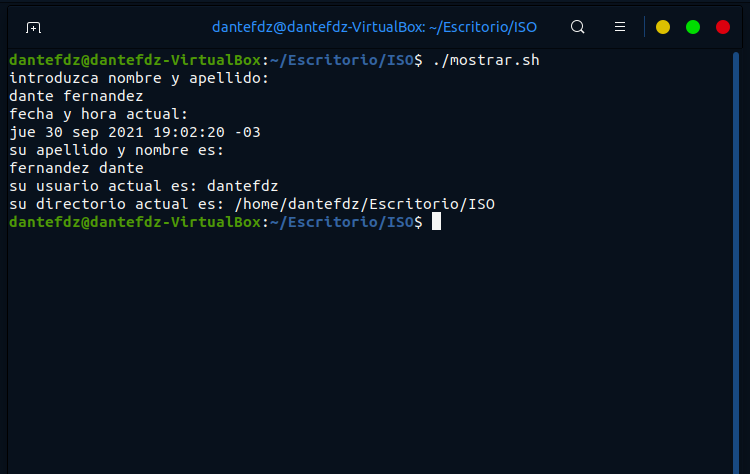 dantefdz@dantefdz-VirtualBox: ~/Escritorio/ISO
dantefdz@dantefdz-VirtualBox:~/Escritorio/ISO$ ./mostrar.sh
introduzca nombre y apellido:
dante fernandez
fecha y hora actual:
jue 30 sep 2021 19:02:20 -03
su apellido y nombre es:
fernandez dante
su usuario actual es: dantefdz
su directorio actual es: /home/dantefdz/Escritorio/ISO
dantefdz@dantefdz-VirtualBox:~/Escritorio/ISO$